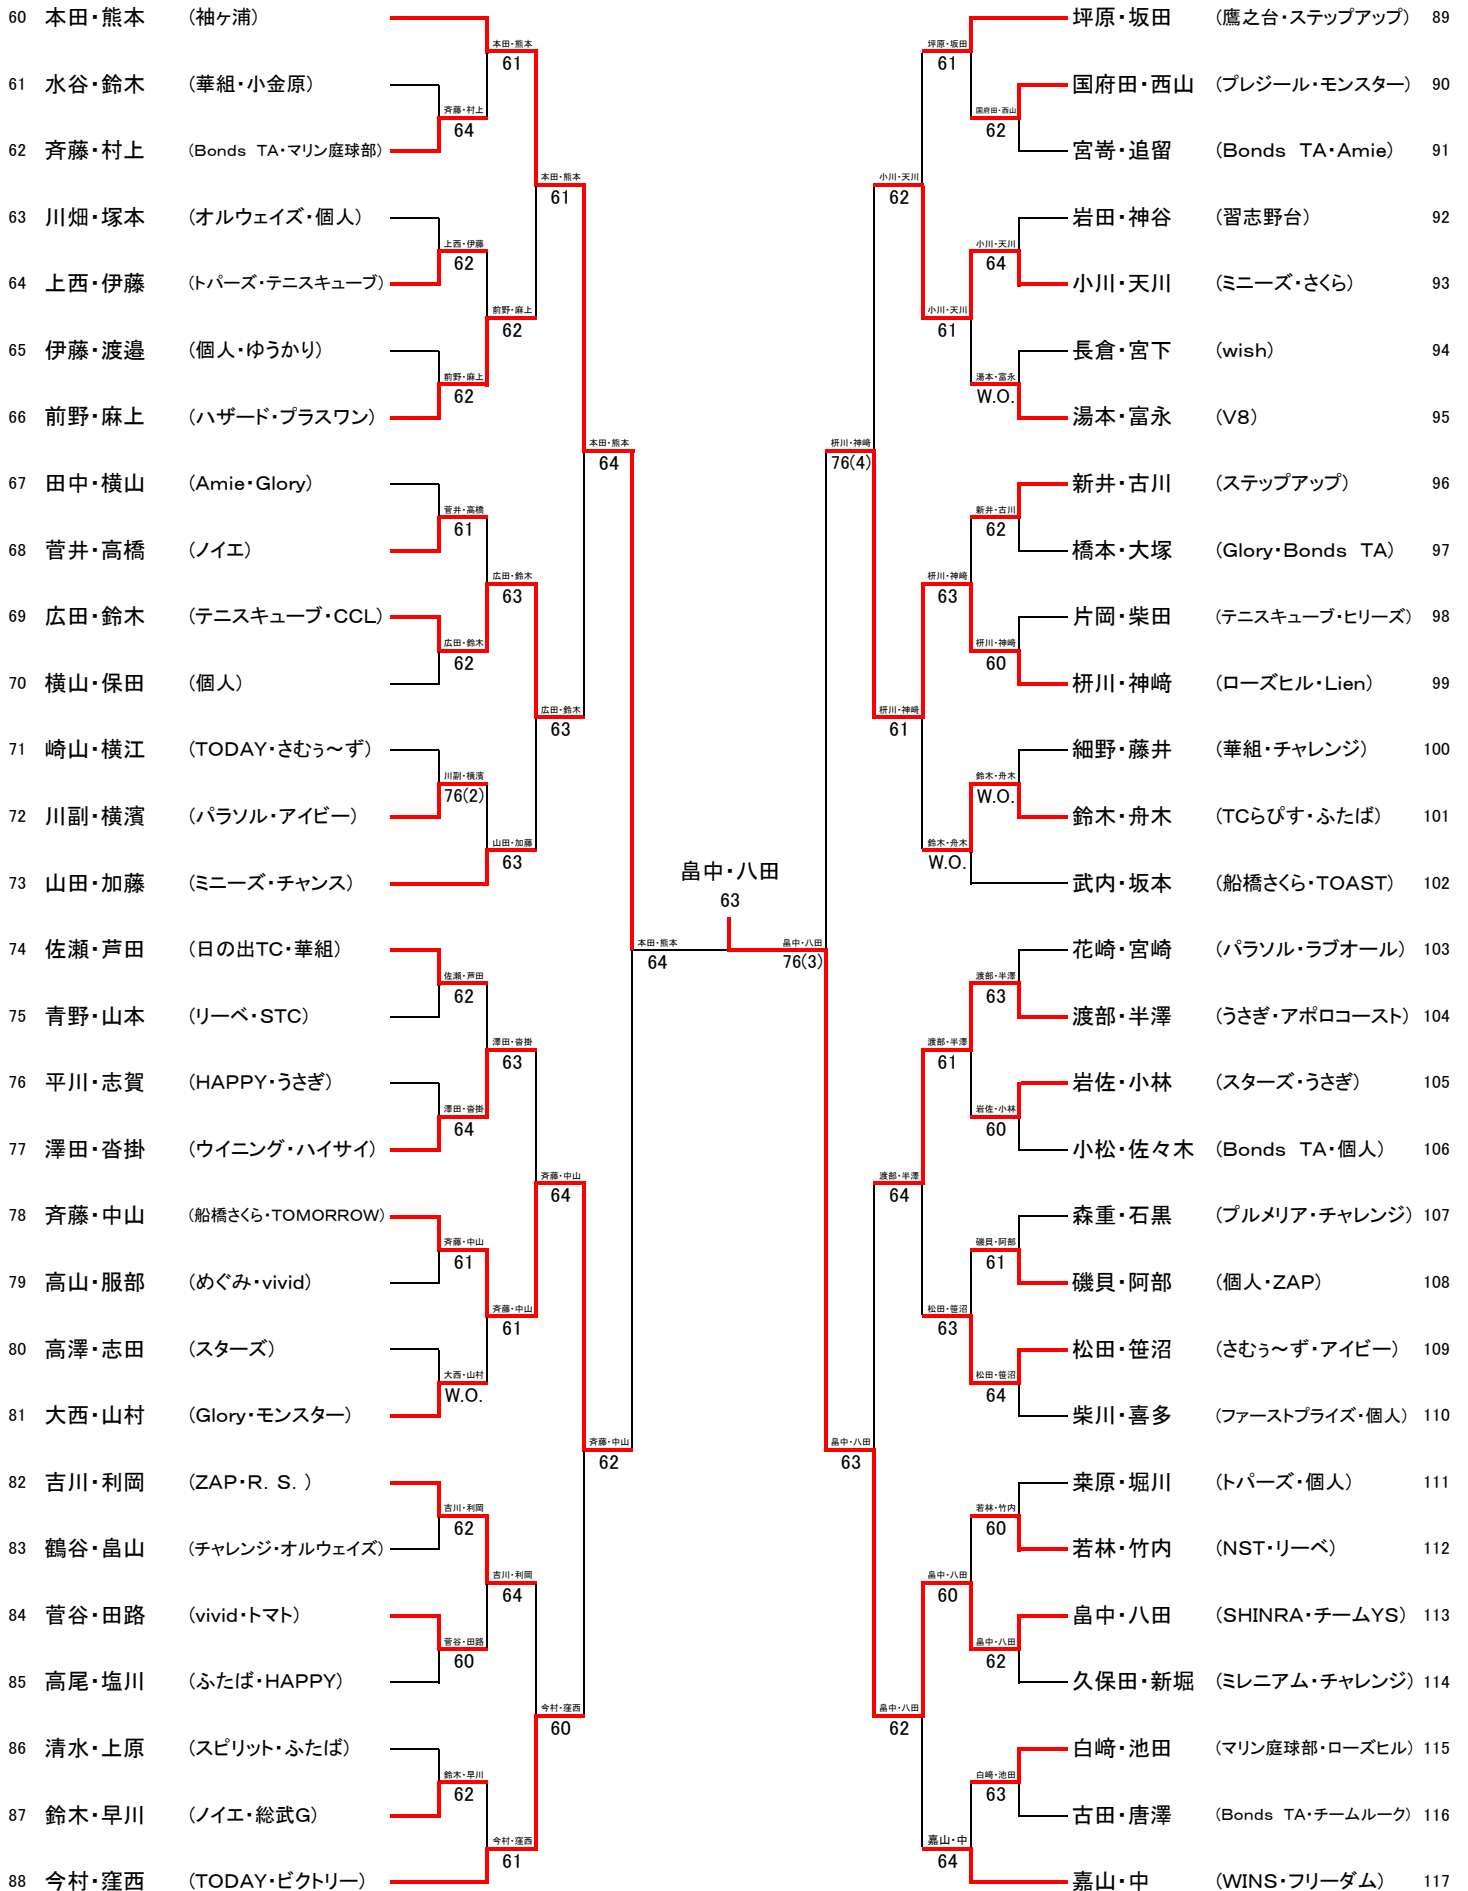 60 本田・熊本 (袖ヶ浦)
61 水谷・鈴木 (華組・小金原)
62 斉藤・村上 (Bonds TA・マリン庭球部)
63 川畑・塚本 (オルウェイズ・個人)
64 上西・伊藤 (トパーズ・テニスキューブ)
65 伊藤・渡邉 (個人・ゆうかり)
66 前野・麻上 (ハザード・プラスワン)
67 田中・横山 (Amie・Glory)
68 菅井・高橋 (ノイエ)
69 広田・鈴木 (テニスキューブ・CCL)
70 横山・保田 (個人)
71 崎山・横江 (TODAY・さむぅ～ず)
72 川副・横濱 (パラソル・アイビー)
73 山田・加藤 (ミニーズ・チャンス)
74 佐瀬・芦田 (日の出TC・華組)
75 青野・山本 (リーベ・STC)
76 平川・志賀 (HAPPY・うさぎ)
77 澤田・沓掛 (ウイニング・ハイサイ)
78 斉藤・中山 (船橋さくら・TOMORROW)
79 高山・服部 (めぐみ・vivid)
80 高澤・志田 (スターズ)
81 大西・山村 (Glory・モンスター)
82 吉川・利岡 (ZAP・R．S．)
83 鶴谷・畠山 (チャレンジ・オルウェイズ)
84 菅谷・田路 (vivid・トマト)
85 高尾・塩川 (ふたば・HAPPY)
86 清水・上原 (スピリット・ふたば)
87 鈴木・早川 (ノイエ・総武G)
88 今村・窪西 (TODAY・ビクトリー)
斉藤・村上
64
上西・伊藤
62
前野・麻上
62
菅井・高橋
61
広田・鈴木
62
川副・横濱
76(2)
佐瀬・芦田
62
澤田・沓掛
64
斉藤・中山
61
大西・山村
W.O.
吉川・利岡
62
菅谷・田路
60
鈴木・早川
62
本田・熊本
61
前野・麻上
62
広田・鈴木
63
山田・加藤
63
澤田・沓掛
63
斉藤・中山
61
吉川・利岡
64
今村・窪西
61
本田・熊本
61
広田・鈴木
63
斉藤・中山
64
今村・窪西
60
本田・熊本
64
斉藤・中山
62
本田・熊本
64
畠中・八田
63
畠中・八田
76(3)
枡川・神崎
76(4)
畠中・八田
63
小川・天川
62
枡川・神崎
61
渡部・半澤
64
畠中・八田
62
坪原・坂田
61
小川・天川
61
枡川・神崎
63
鈴木・舟木
W.O.
渡部・半澤
61
松田・笹沼
63
畠中・八田
60
嘉山・中
64
国府田・西山
62
小川・天川
64
湯本・富永
W.O.
新井・古川
62
枡川・神崎
60
鈴木・舟木
W.O.
渡部・半澤
63
岩佐・小林
60
磯貝・阿部
61
松田・笹沼
64
若林・竹内
60
畠中・八田
62
白崎・池田
63
坪原・坂田 (鷹之台・ステップアップ) 89
国府田・西山 (プレジール・モンスター) 90
宮嵜・追留 (Bonds TA・Amie) 91
岩田・神谷 (習志野台) 92
小川・天川 (ミニーズ・さくら) 93
長倉・宮下 (wish) 94
湯本・富永 (V8) 95
新井・古川 (ステップアップ) 96
橋本・大塚 (Glory・Bonds TA) 97
片岡・柴田 (テニスキューブ・ヒリーズ) 98
枡川・神崎 (ローズヒル・Lien) 99
細野・藤井 (華組・チャレンジ) 100
鈴木・舟木 (TCらぴす・ふたば) 101
武内・坂本 (船橋さくら・TOAST) 102
花崎・宮崎 (パラソル・ラブオール) 103
渡部・半澤 (うさぎ・アポロコースト) 104
岩佐・小林 (スターズ・うさぎ) 105
小松・佐々木 (Bonds TA・個人) 106
森重・石黒 (プルメリア・チャレンジ) 107
磯貝・阿部 (個人・ZAP) 108
松田・笹沼 (さむぅ～ず・アイビー) 109
柴川・喜多 (ファーストプライズ・個人) 110
桒原・堀川 (トパーズ・個人) 111
若林・竹内 (NST・リーベ) 112
畠中・八田 (SHINRA・チームYS) 113
久保田・新堀 (ミレニアム・チャレンジ) 114
白崎・池田 (マリン庭球部・ローズヒル) 115
古田・唐澤 (Bonds TA・チームルーク) 116
嘉山・中 (WINS・フリーダム) 117